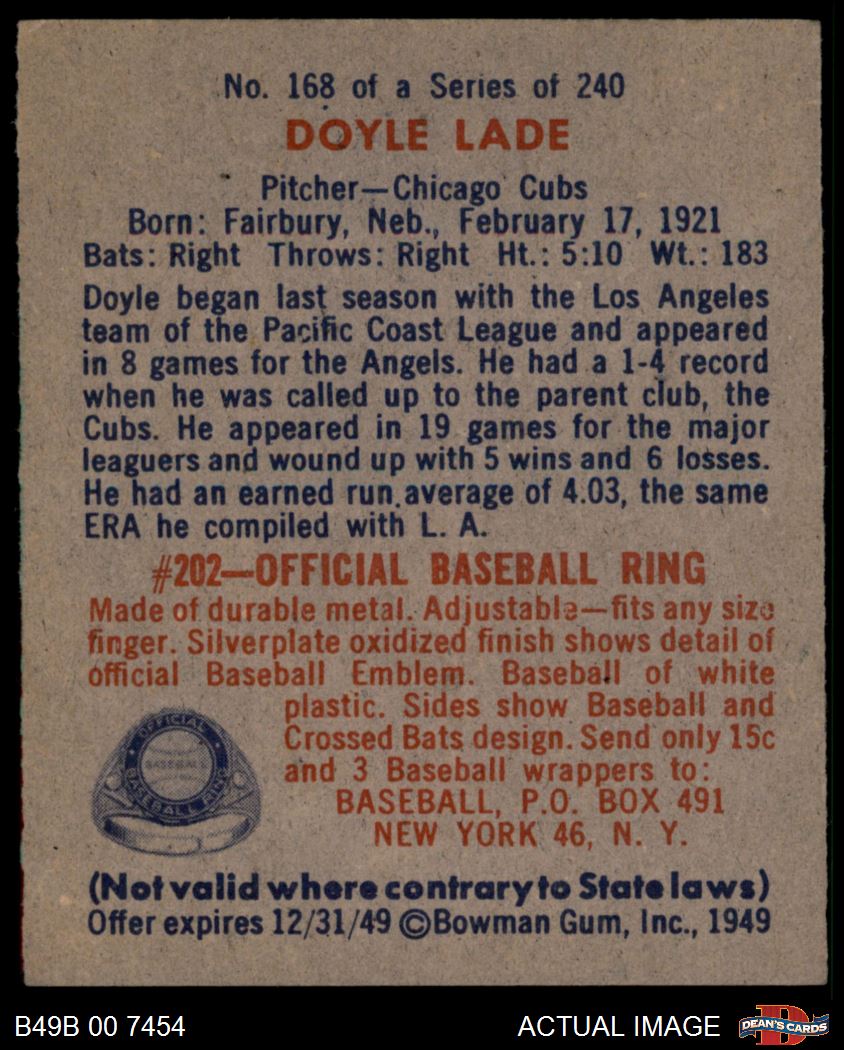 No. 168 of a Series of 240
DOYLE LADE
Pitcher—Chicago Cubs
Born: Fairbury, Neb., February 17, 1921
Bats: Right Throws: Right Ht.: 5:10 Wt.: 183
Doyle began last season with the Los Angeles
team of the Pacific Coast League and appeared
in 8 games for the Angels. He had a 1-4 record
when he was called up to the parent club, the
Cubs. He appeared in 19 games for the major
leaguers and wound up with 5 wins and 6 losses.
He had an earned run average of 4.03, the same
ERA he compiled with L. A.
#202—OFFICIAL BASEBALL RING
Made of durable metal. Adjustable—fits any size
finger. Silverplate oxidized finish shows detail of
official Baseball Emblem. Baseball of white
plastic. Sides show Baseball and
Crossed Bats design. Send only 15c
and 3 Baseball wrappers to:
BASEBALL, P.O. BOX 491
NEW YORK 46, N. Y.
OFFICIAL
BASEBALL
BASEBALL RING
(Not valid where contrary to State laws)
Offer expires 12/31/49 ©Bowman Gum, Inc., 1949
B49B 00 7454
ACTUAL IMAGE
DEAN'S CARDS